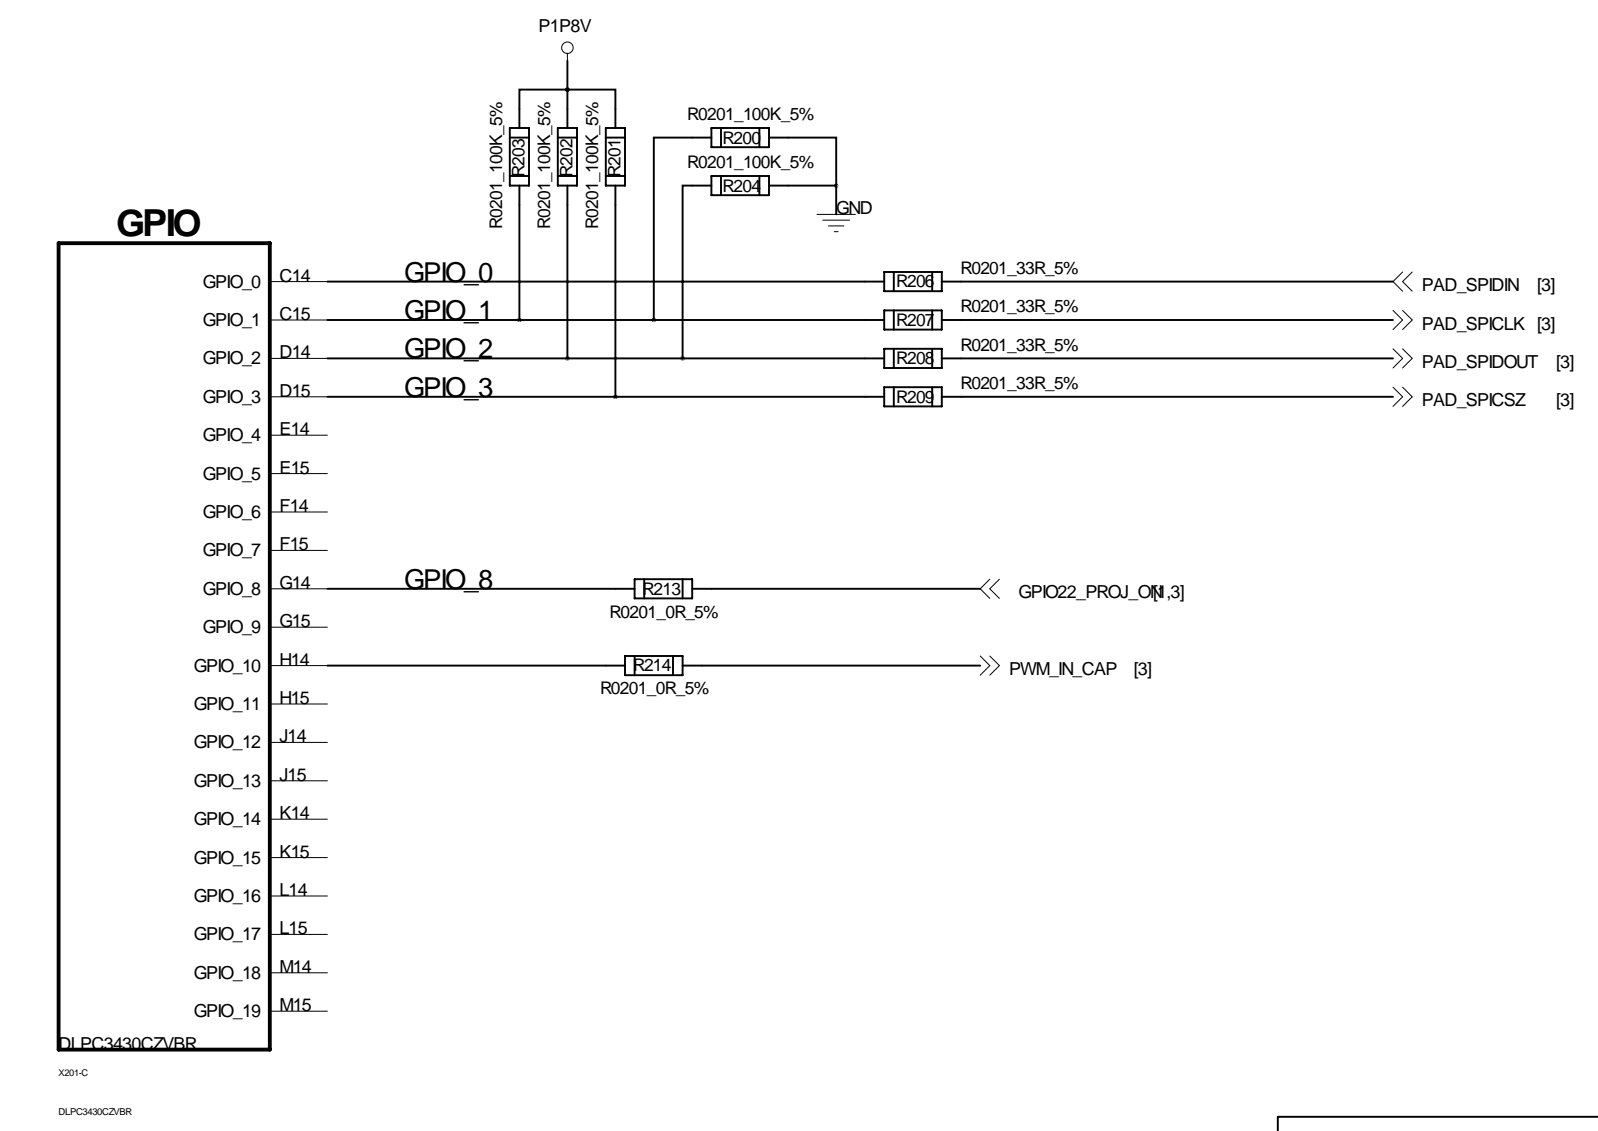 P1P8V
R0201_100K_5%
R203
R0201_100K_5%
R202
R0201_100K_5%
R201
R0201_100K_5%
R200
R0201_100K_5%
R204
GND
GPIO
GPIO_0 C14 GPIO_0 R206 R0201_33R_5% PAD_SPIDIN [3]
GPIO_1 C15 GPIO_1 R207 R0201_33R_5% PAD_SPICLK [3]
GPIO_2 D14 GPIO_2 R208 R0201_33R_5% PAD_SPIDOUT [3]
GPIO_3 D15 GPIO_3 R209 R0201_33R_5% PAD_SPICSZ [3]
GPIO_4 E14
GPIO_5 E15
GPIO_6 F14
GPIO_7 F15
GPIO_8 G14 GPIO_8 R213 GPIO22_PROJ_ON ,3]
R0201_0R_5%
GPIO_9 G15
GPIO_10 H14 R214 PWM_IN_CAP [3]
R0201_0R_5%
GPIO_11 H15
GPIO_12 J14
GPIO_13 J15
GPIO_14 K14
GPIO_15 K15
GPIO_16 L14
GPIO_17 L15
GPIO_18 M14
GPIO_19 M15
DLPC3430CZVBR
X201-C
DLPC3430CZVBR